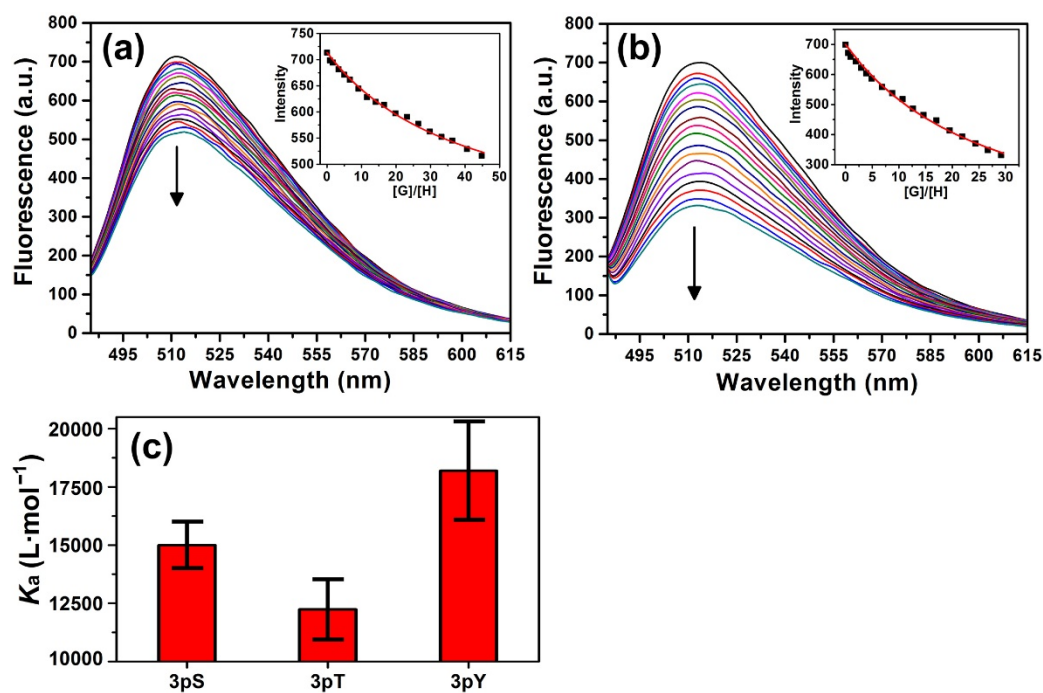 (a)
Fluorescence (a.u.)
800
700
600
500
400
300
200
100
0
495 510 525 540 555 570 585 600 615
Wavelength (nm)
Intensity
750
700
650
600
550
500
0 10 20 30 40 50
[G]/[H]
(b)
Fluorescence (a.u.)
800
700
600
500
400
300
200
100
0
495 510 525 540 555 570 585 600 615
Wavelength (nm)
Intensity
700
600
500
400
300
0 5 10 15 20 25 30
[G]/[H]
(c)
Ka (L·mol⁻¹)
20000
17500
15000
12500
10000
3pS 3pT 3pY